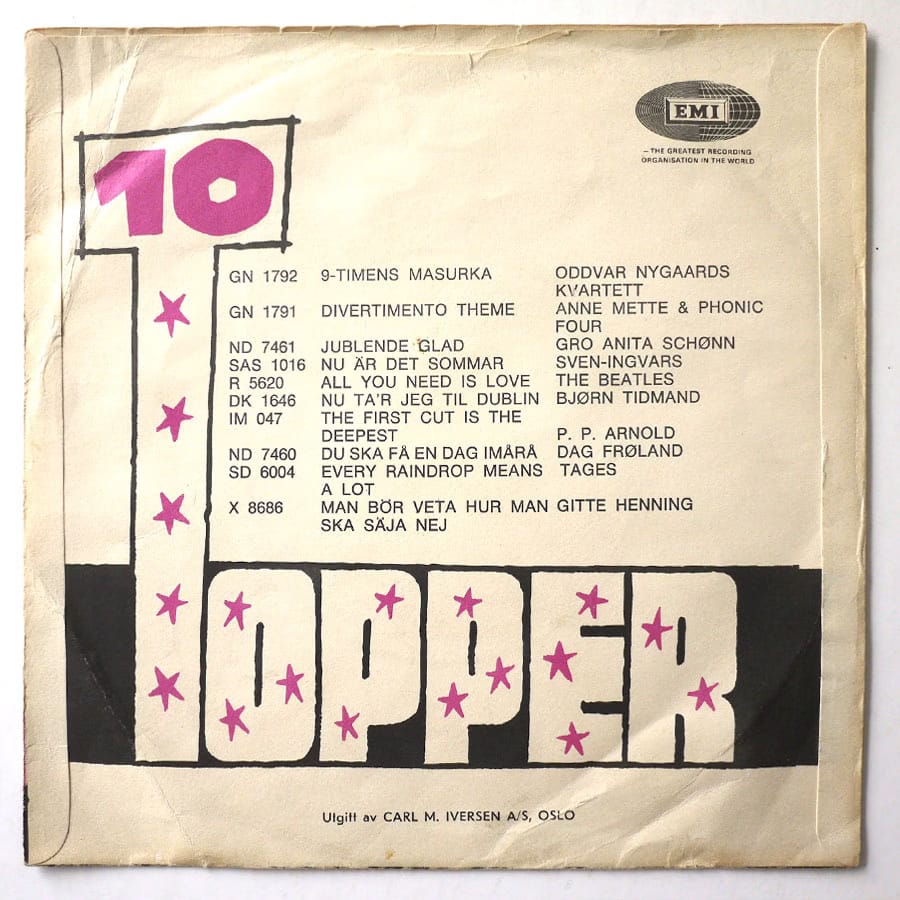 EMI
– THE GREATEST RECORDING
ORGANISATION IN THE WORLD
10
GN 1792 9-TIMENS MASURKA ODDVAR NYGAARDS
KVARTETT
GN 1791 DIVERTIMENTO THEME ANNE METTE & PHONIC
FOUR
ND 7461 JUBLENDE GLAD GRO ANITA SCHØNN
SAS 1016 NU ÄR DET SOMMAR SVEN-INGVARS
R 5620 ALL YOU NEED IS LOVE THE BEATLES
DK 1646 NU TA'R JEG TIL DUBLIN BJØRN TIDMAND
IM 047 THE FIRST CUT IS THE
DEEPEST P. P. ARNOLD
ND 7460 DU SKA FÅ EN DAG IMÅRÅ DAG FRØLAND
SD 6004 EVERY RAINDROP MEANS TAGES
A LOT
X 8686 MAN BÖR VETA HUR MAN GITTE HENNING
SKA SÄJA NEJ
TOPPER
Utgitt av CARL M. IVERSEN A/S, OSLO